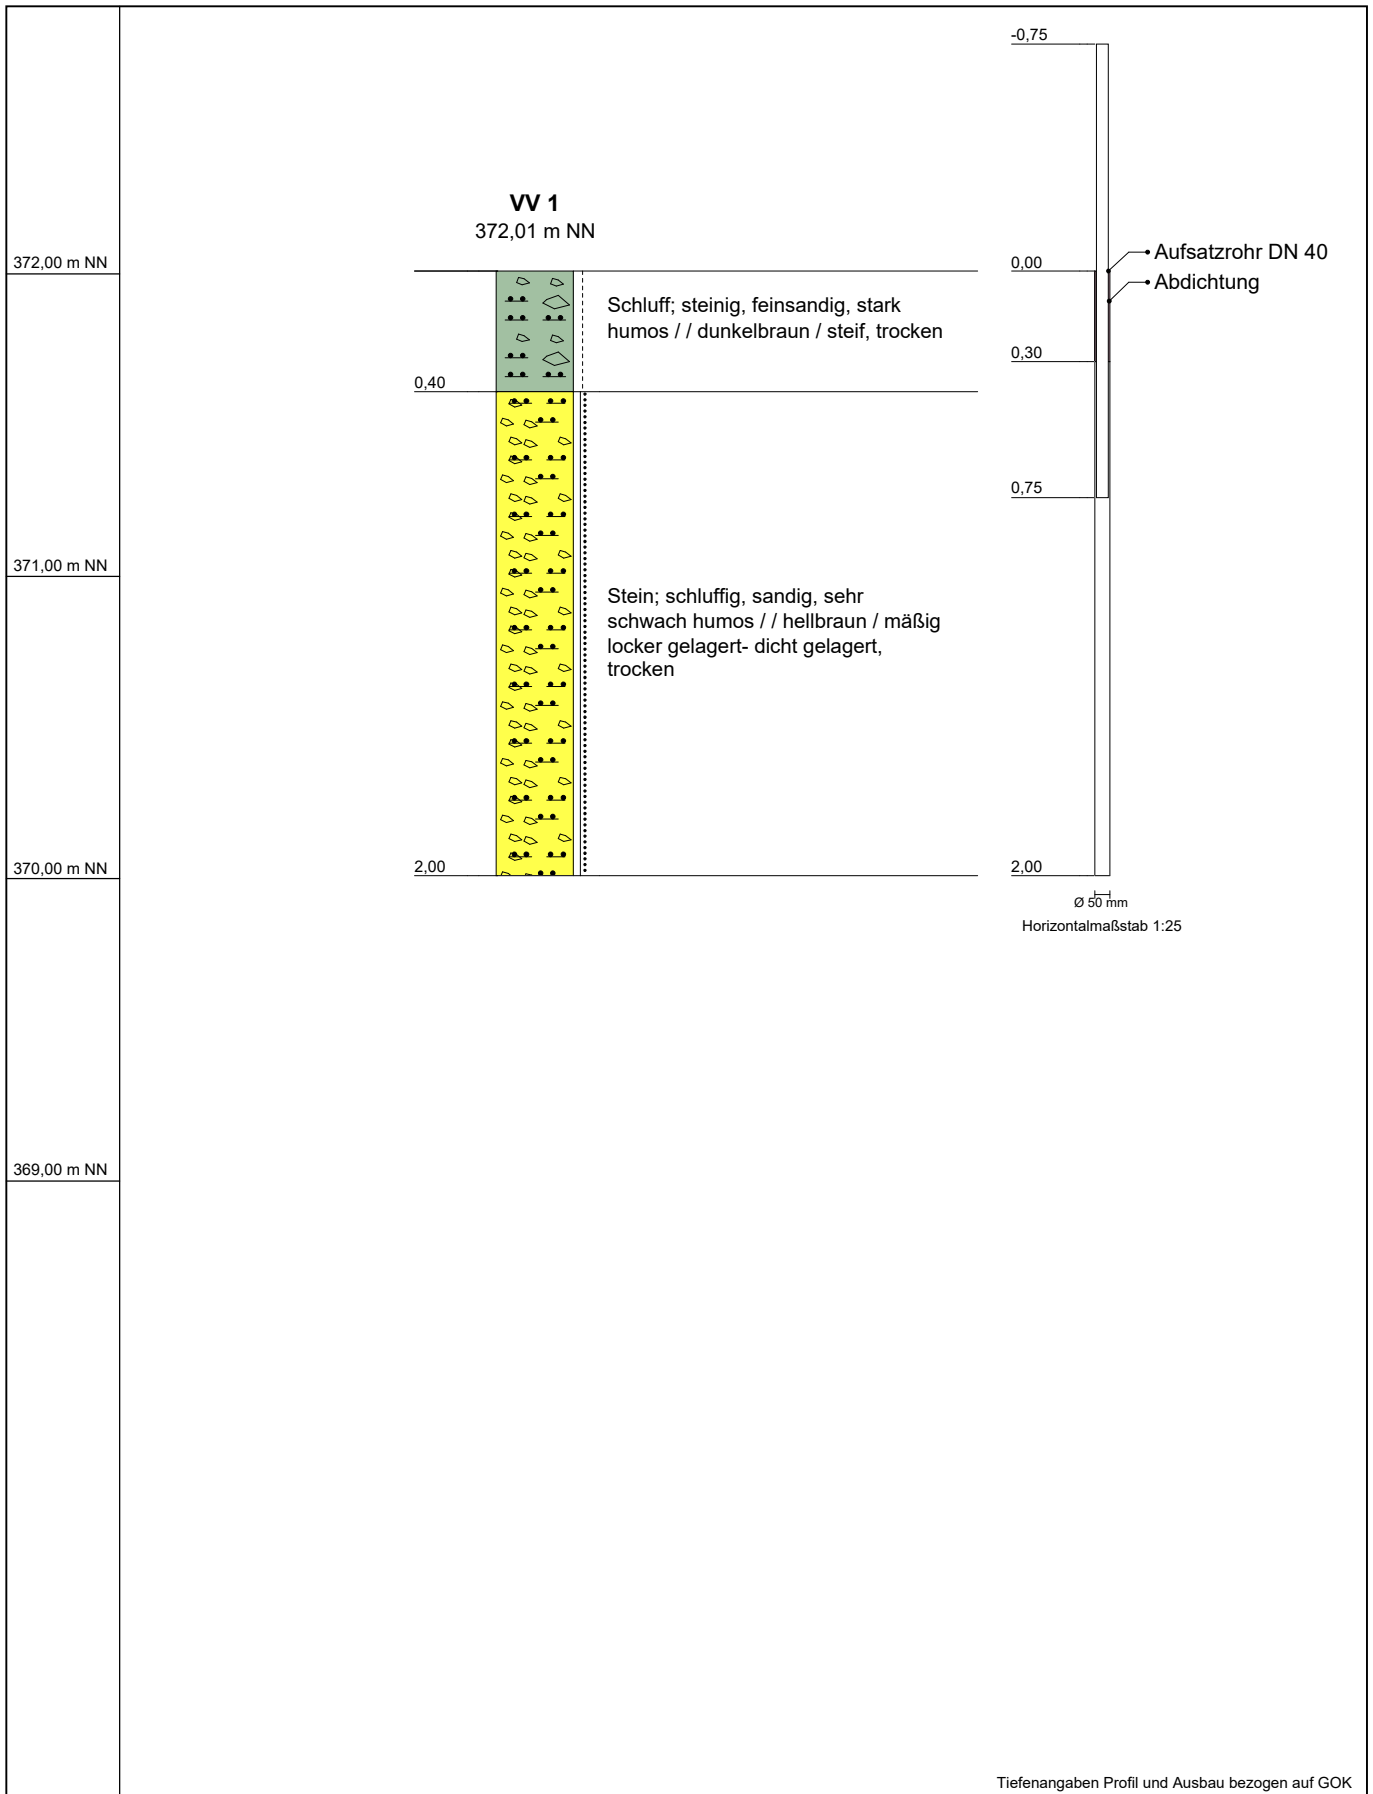 -0,75
VV 1
372,01 m NN
372,00 m NN
0,00
Aufsatzrohr DN 40
Abdichtung
Schluff; steinig, feinsandig, stark
humos / / dunkelbraun / steif, trocken
0,30
0,40
0,75
371,00 m NN
Stein; schluffig, sandig, sehr
schwach humos / / hellbraun / mäßig
locker gelagert- dicht gelagert,
trocken
370,00 m NN
2,00
2,00
Ø 50 mm
Horizontalmaßstab 1:25
369,00 m NN
Tiefenangaben Profil und Ausbau bezogen auf GOK